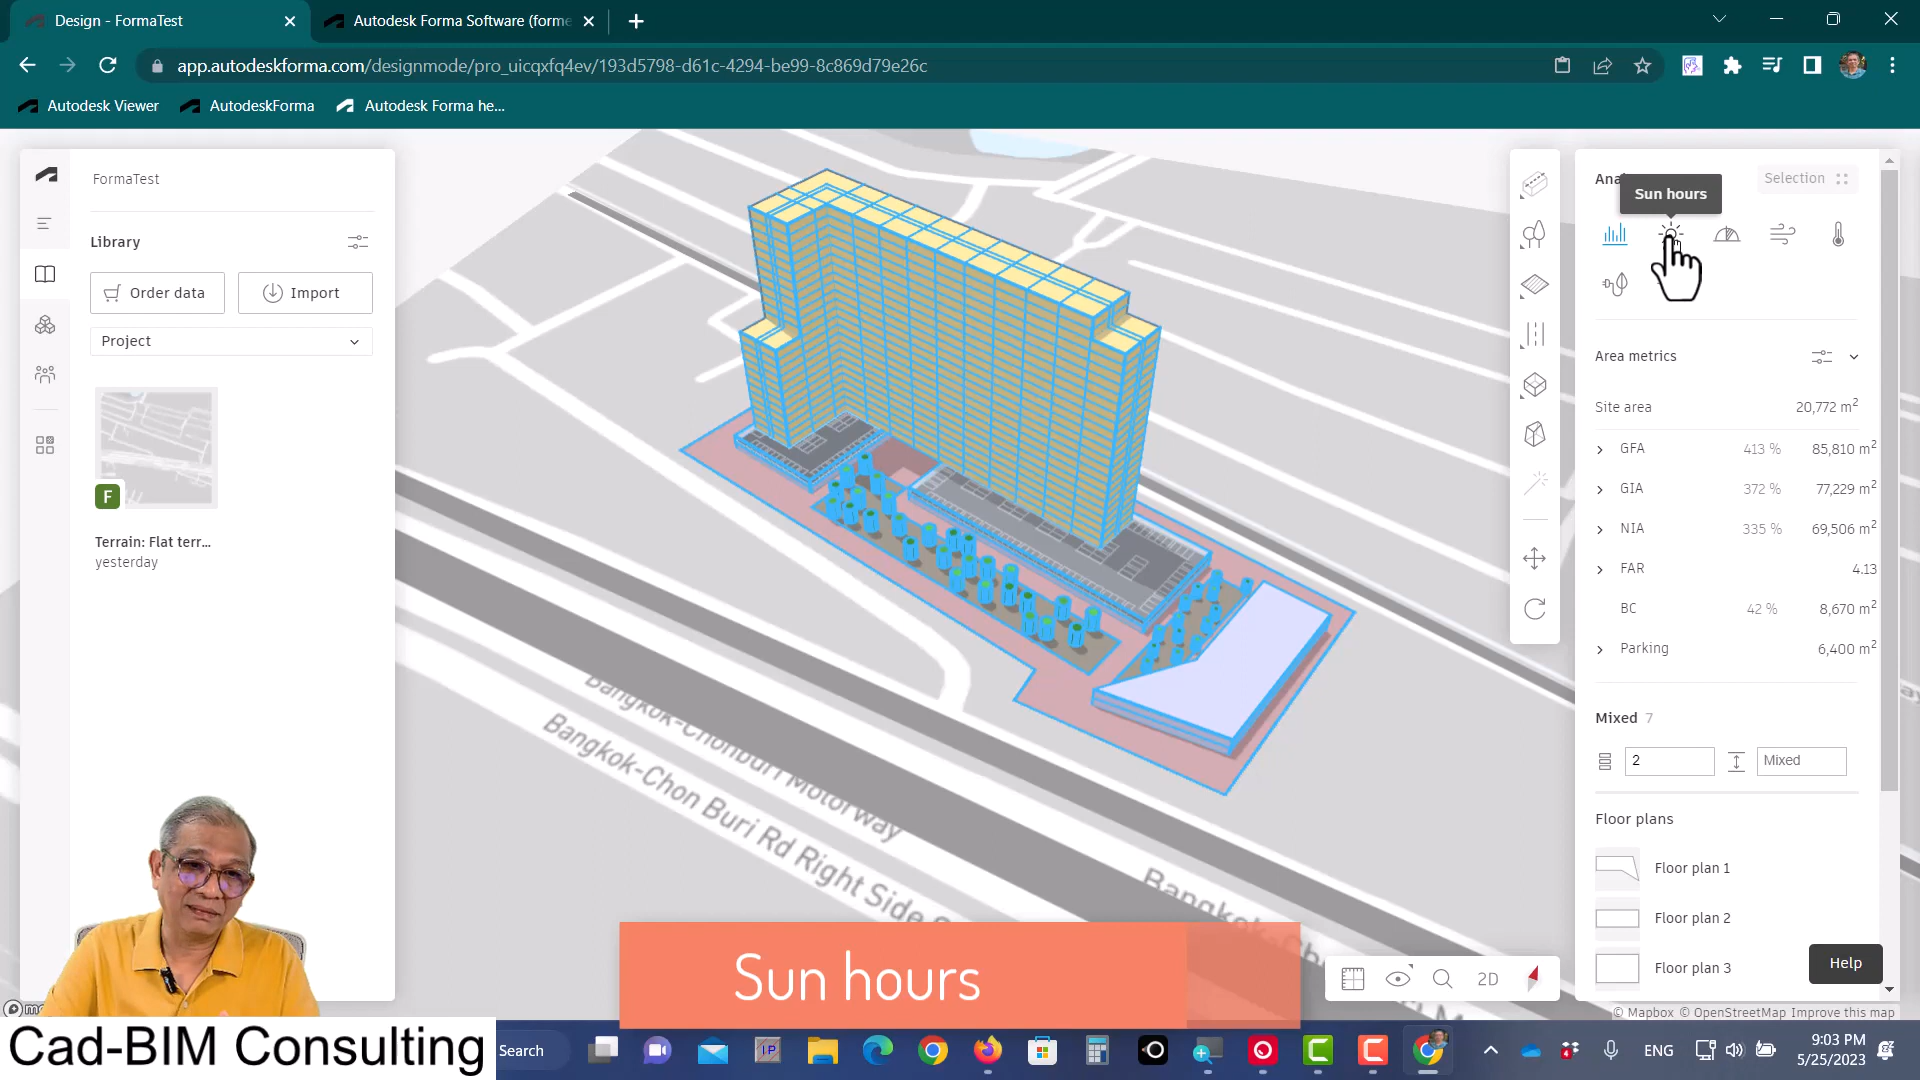 Design - FormaTest
Autodesk Forma Software (forme
app.autodeskforma.com/designmode/pro_uicqxfq4ev/193d5798-d61c-4294-be99-8c869d79e26c
Autodesk Viewer
AutodeskForma
Autodesk Forma he...
FormaTest
Library
Order data
Import
Project
F
Terrain: Flat terr...
yesterday
Bangkok-Chonburi Motorway
Bangkok-Chon Buri Rd Right Side
Ana
Selection
Sun hours
Area metrics
Site area 20,772 m²
GFA 413 % 85,810 m²
GIA 372 % 77,229 m²
NIA 335 % 69,506 m²
FAR 4.13
BC 42 % 8,670 m²
Parking 6,400 m²
Mixed 7
2
Mixed
Floor plans
Floor plan 1
Floor plan 2
Floor plan 3
Help
2D
© Mapbox © OpenStreetMap Improve this map
Sun hours
Cad-BIM Consulting
Search
IP
ENG
9:03 PM
5/25/2023